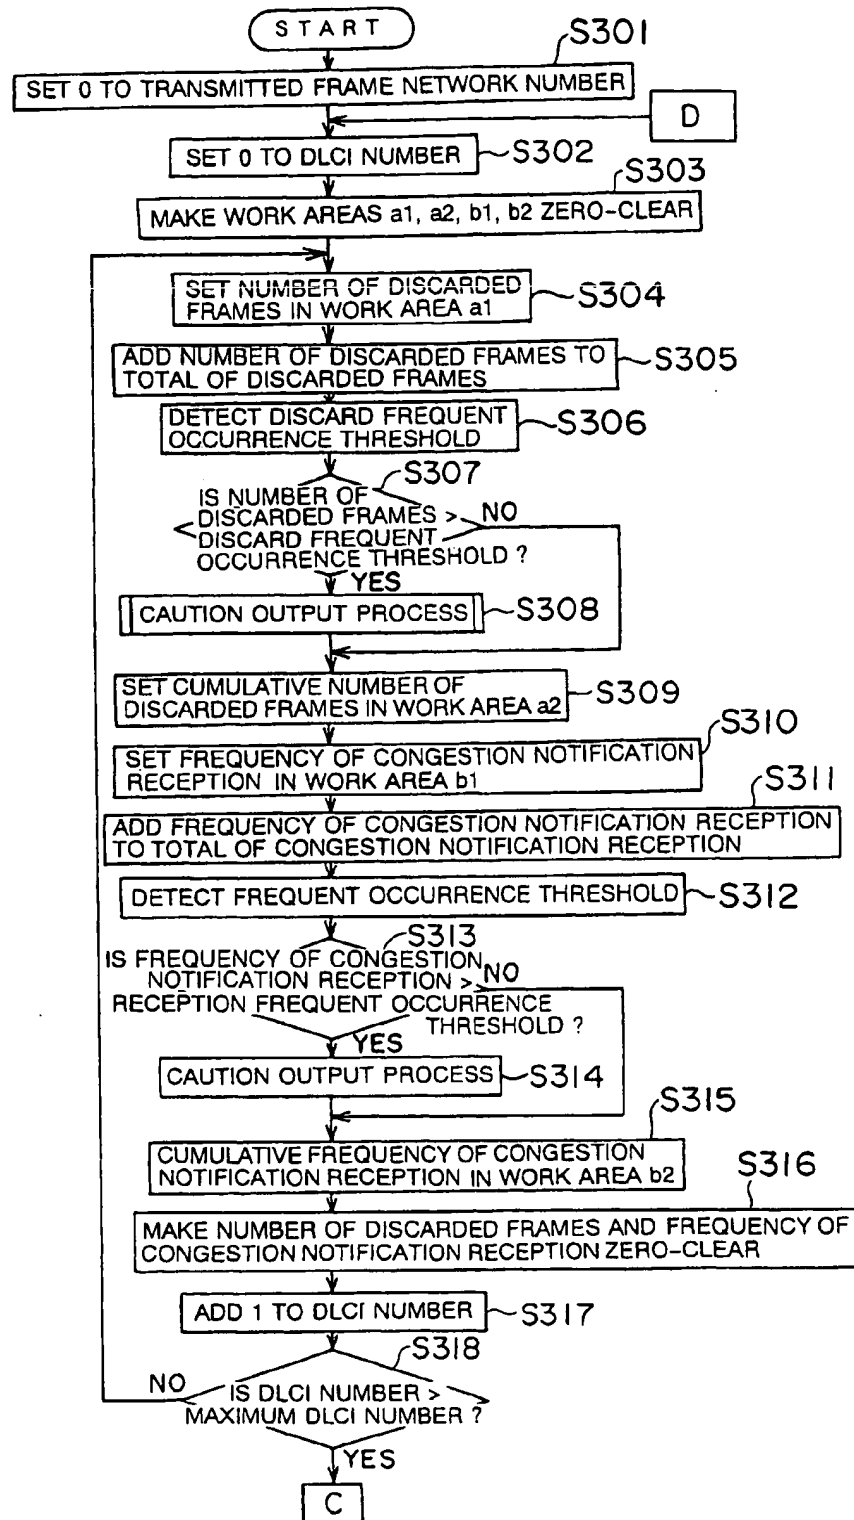 START
S301
SET 0 TO TRANSMITTED FRAME NETWORK NUMBER
D
SET 0 TO DLCI NUMBER
S302
S303
MAKE WORK AREAS a1, a2, b1, b2 ZERO-CLEAR
SET NUMBER OF DISCARDED
FRAMES IN WORK AREA a1
S304
ADD NUMBER OF DISCARDED FRAMES TO
TOTAL OF DISCARDED FRAMES
S305
DETECT DISCARD FREQUENT
OCCURRENCE THRESHOLD
S306
S307
IS NUMBER OF
DISCARDED FRAMES >
DISCARD FREQUENT
OCCURRENCE THRESHOLD ?
NO
YES
CAUTION OUTPUT PROCESS
S308
SET CUMULATIVE NUMBER OF
DISCARDED FRAMES IN WORK AREA a2
S309
S310
SET FREQUENCY OF CONGESTION NOTIFICATION
RECEPTION IN WORK AREA b1
S311
ADD FREQUENCY OF CONGESTION NOTIFICATION RECEPTION
TO TOTAL OF CONGESTION NOTIFICATION RECEPTION
DETECT FREQUENT OCCURRENCE THRESHOLD
S312
S313
IS FREQUENCY OF CONGESTION
NOTIFICATION RECEPTION >
RECEPTION FREQUENT OCCURRENCE
THRESHOLD ?
NO
YES
CAUTION OUTPUT PROCESS
S314
S315
CUMULATIVE FREQUENCY OF CONGESTION
NOTIFICATION RECEPTION IN WORK AREA b2
S316
MAKE NUMBER OF DISCARDED FRAMES AND FREQUENCY OF
CONGESTION NOTIFICATION RECEPTION ZERO-CLEAR
ADD 1 TO DLCI NUMBER
S317
S318
NO
IS DLCI NUMBER >
MAXIMUM DLCI NUMBER ?
YES
C